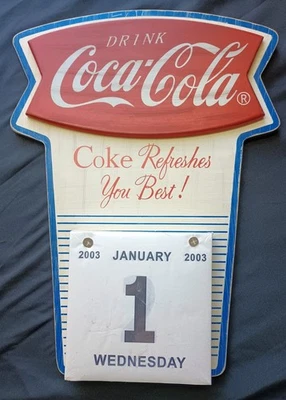 DRINK
Coca-Cola ®
Coke Refreshes
You Best!
2003 JANUARY 2003
1
WEDNESDAY